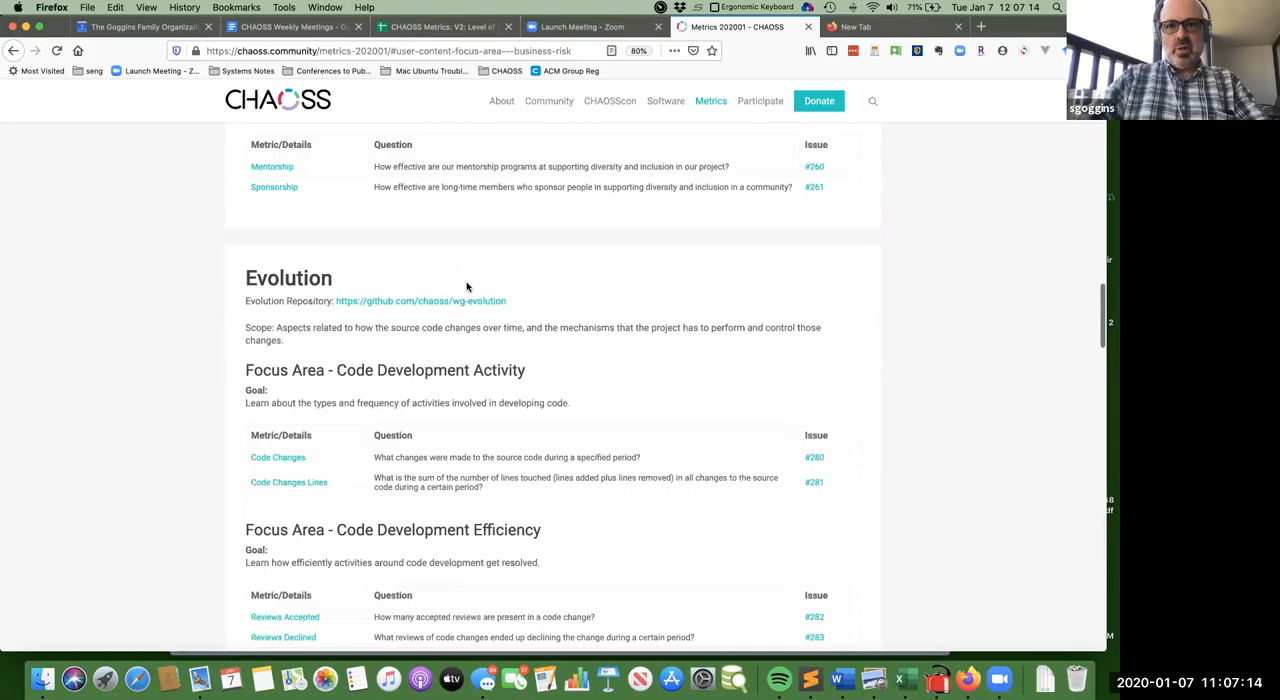 Firefox File Edit View History Bookmarks Tools Window Help
Ergonomic Keyboard 71% Tue Jan 7 12 07 14
The Goggins Family Organizatio
CHAOSS Weekly Meetings - Go
CHAOSS Metrics: V2: Level of
Launch Meeting - Zoom
Metrics 202001 - CHAOSS
New Tab
https://chaoss.community/metrics-202001/#user-content-focus-area---business-risk
80%
Most Visited seng Launch Meeting - Z... Systems Notes Conferences to Pub... Mac Ubuntu Troubl... CHAOSS ACM Group Reg
sgoggins
CHAOSS
About Community CHAOSScon Software Metrics Participate Donate
Metric/Details Question Issue
Mentorship How effective are our mentorship programs at supporting diversity and inclusion in our project? #260
Sponsorship How effective are long-time members who sponsor people in supporting diversity and inclusion in a community? #261
Evolution
Evolution Repository: https://github.com/chaoss/wg-evolution
Scope: Aspects related to how the source code changes over time, and the mechanisms that the project has to perform and control those
changes.
Focus Area - Code Development Activity
Goal:
Learn about the types and frequency of activities involved in developing code.
Metric/Details Question Issue
Code Changes What changes were made to the source code during a specified period? #280
Code Changes Lines What is the sum of the number of lines touched (lines added plus lines removed) in all changes to the source
code during a certain period? #281
Focus Area - Code Development Efficiency
Goal:
Learn how efficiently activities around code development get resolved.
Metric/Details Question Issue
Reviews Accepted How many accepted reviews are present in a code change? #282
Reviews Declined What reviews of code changes ended up declining the change during a certain period? #283
2020-01-07 11:07:14